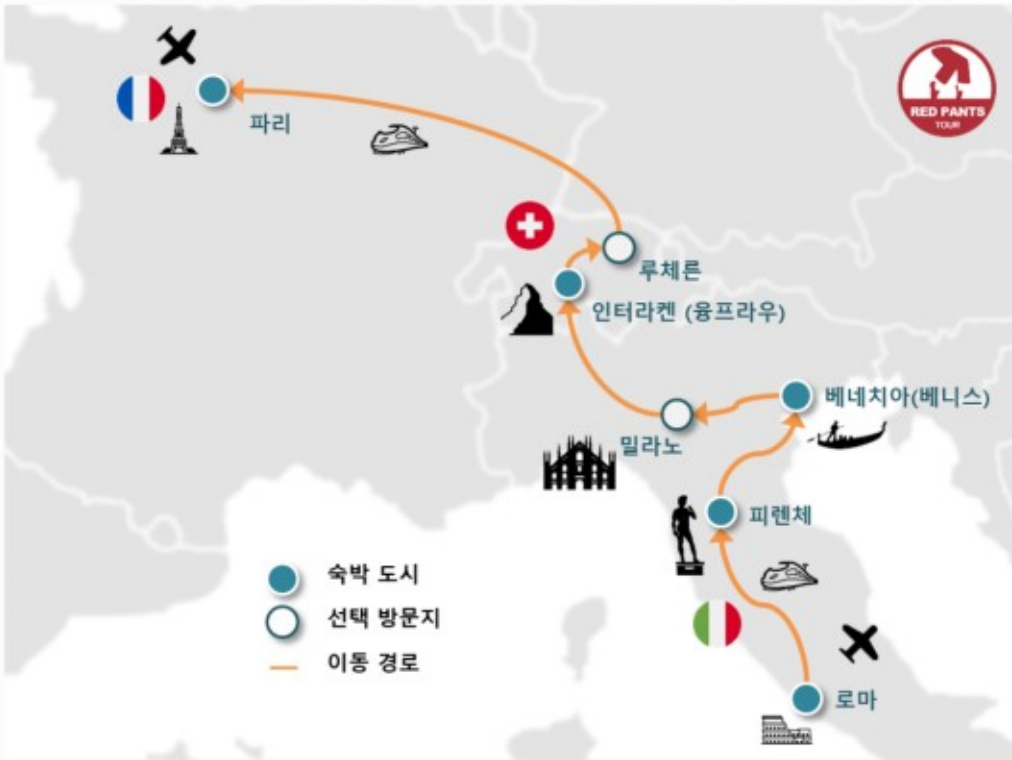 RED PANTS
TOUR
파리
루체른
인터라켄 (융프라우)
베네치아(베니스)
밀라노
피렌체
숙박 도시
선택 방문지
이동 경로
로마